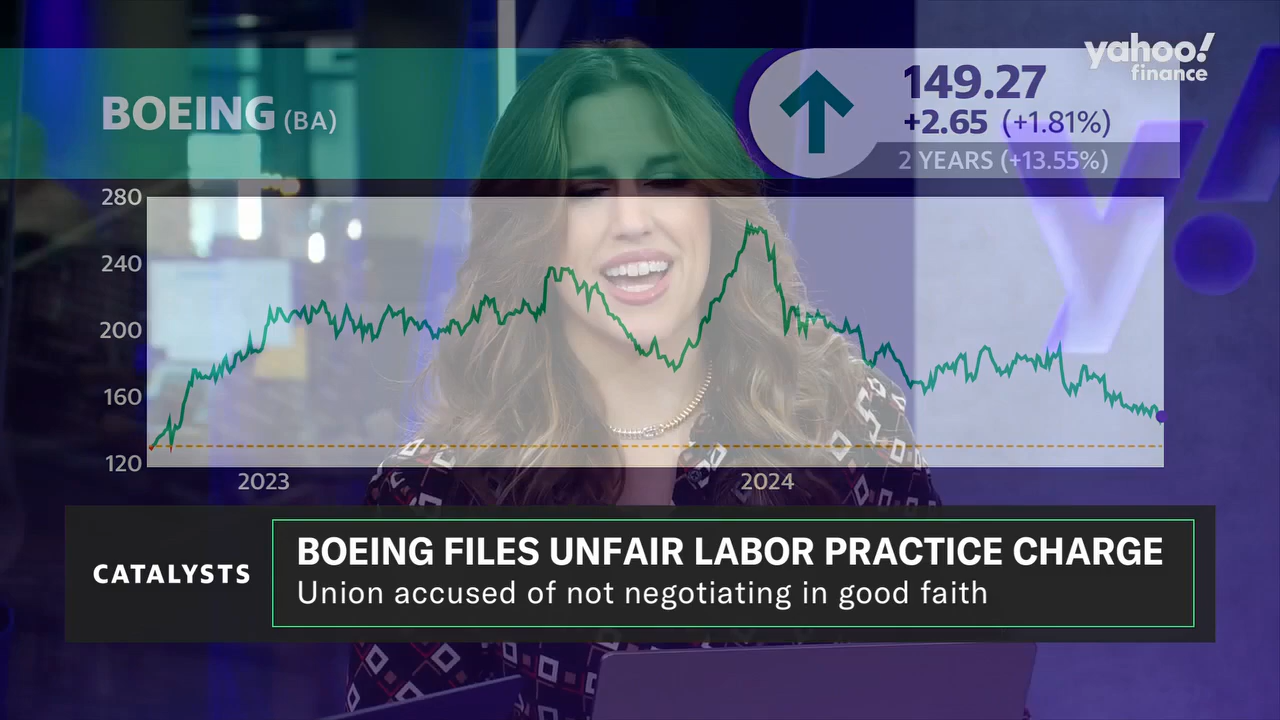 yahoo!
finance
BOEING (BA)
149.27
+2.65 (+1.81%)
2 YEARS (+13.55%)
280
240
200
160
120
2023
2024
CATALYSTS
BOEING FILES UNFAIR LABOR PRACTICE CHARGE
Union accused of not negotiating in good faith
y!